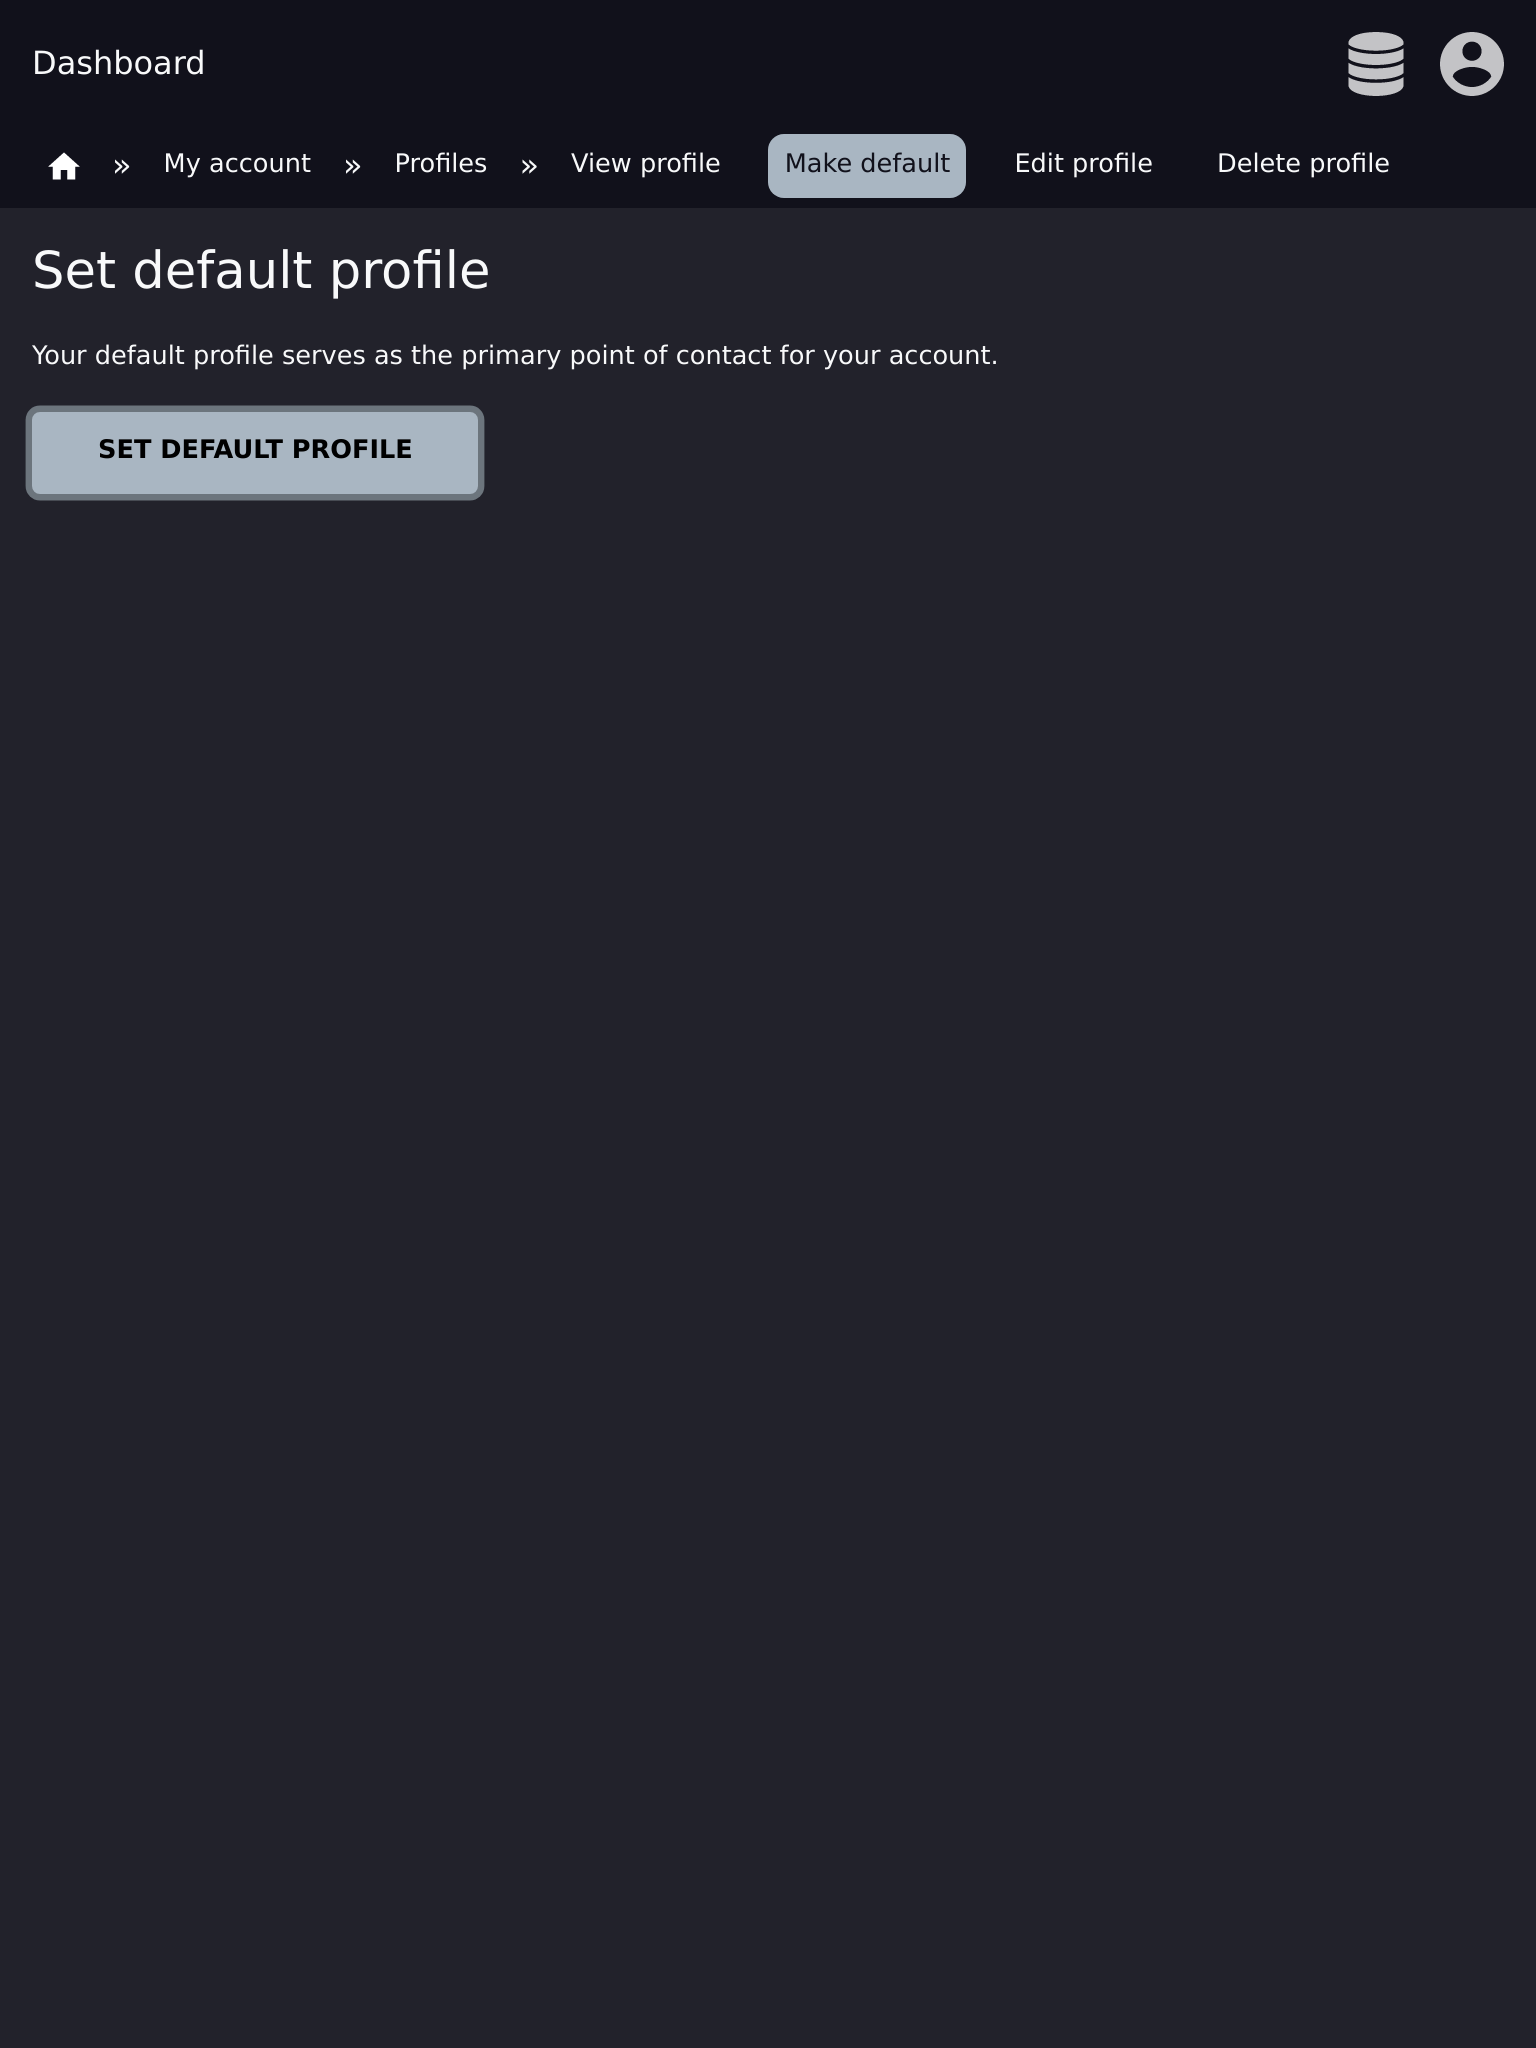 Dashboard
» My account » Profiles » View profile Make default Edit profile Delete profile
Set default profile
Your default profile serves as the primary point of contact for your account.
SET DEFAULT PROFILE